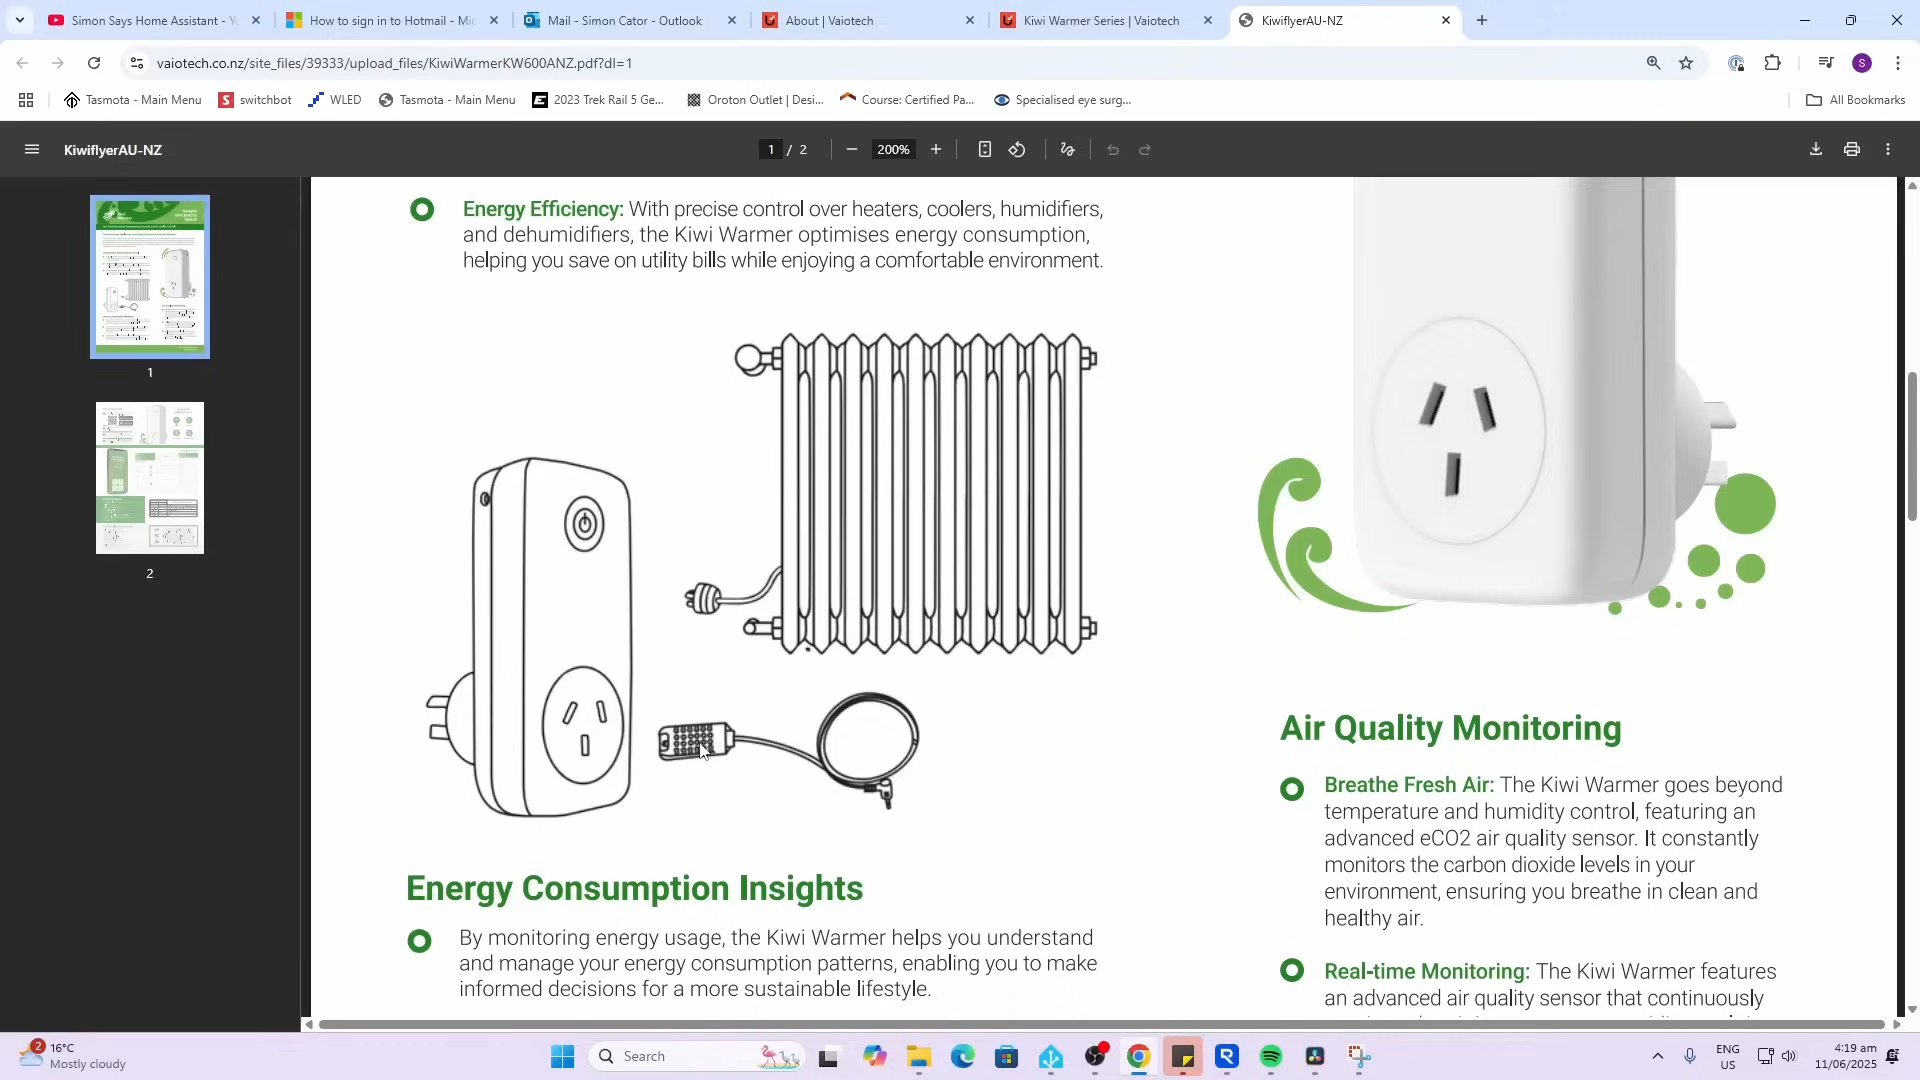 Simon Says Home Assistant - Y
How to sign in to Hotmail - Mic
Mail - Simon Cator - Outlook
About | Vaiotech
Kiwi Warmer Series | Vaiotech
KiwiflyerAU-NZ
vaiotech.co.nz/site_files/39333/upload_files/KiwiWarmerKW600ANZ.pdf?dl=1
S
Tasmota - Main Menu
switchbot
WLED
Tasmota - Main Menu
2023 Trek Rail 5 Ge...
Oroton Outlet | Desi...
Course: Certified Pa...
Specialised eye surg...
All Bookmarks
KiwiflyerAU-NZ
1 / 2
200%
1
2
Energy Efficiency: With precise control over heaters, coolers, humidifiers,
and dehumidifiers, the Kiwi Warmer optimises energy consumption,
helping you save on utility bills while enjoying a comfortable environment.
Energy Consumption Insights
By monitoring energy usage, the Kiwi Warmer helps you understand
and manage your energy consumption patterns, enabling you to make
informed decisions for a more sustainable lifestyle.
Air Quality Monitoring
Breathe Fresh Air: The Kiwi Warmer goes beyond
temperature and humidity control, featuring an
advanced eCO2 air quality sensor. It constantly
monitors the carbon dioxide levels in your
environment, ensuring you breathe in clean and
healthy air.
Real-time Monitoring: The Kiwi Warmer features
an advanced air quality sensor that continuously
2
16°C
Mostly cloudy
Search
ENG
US
4:19 am
11/06/2025